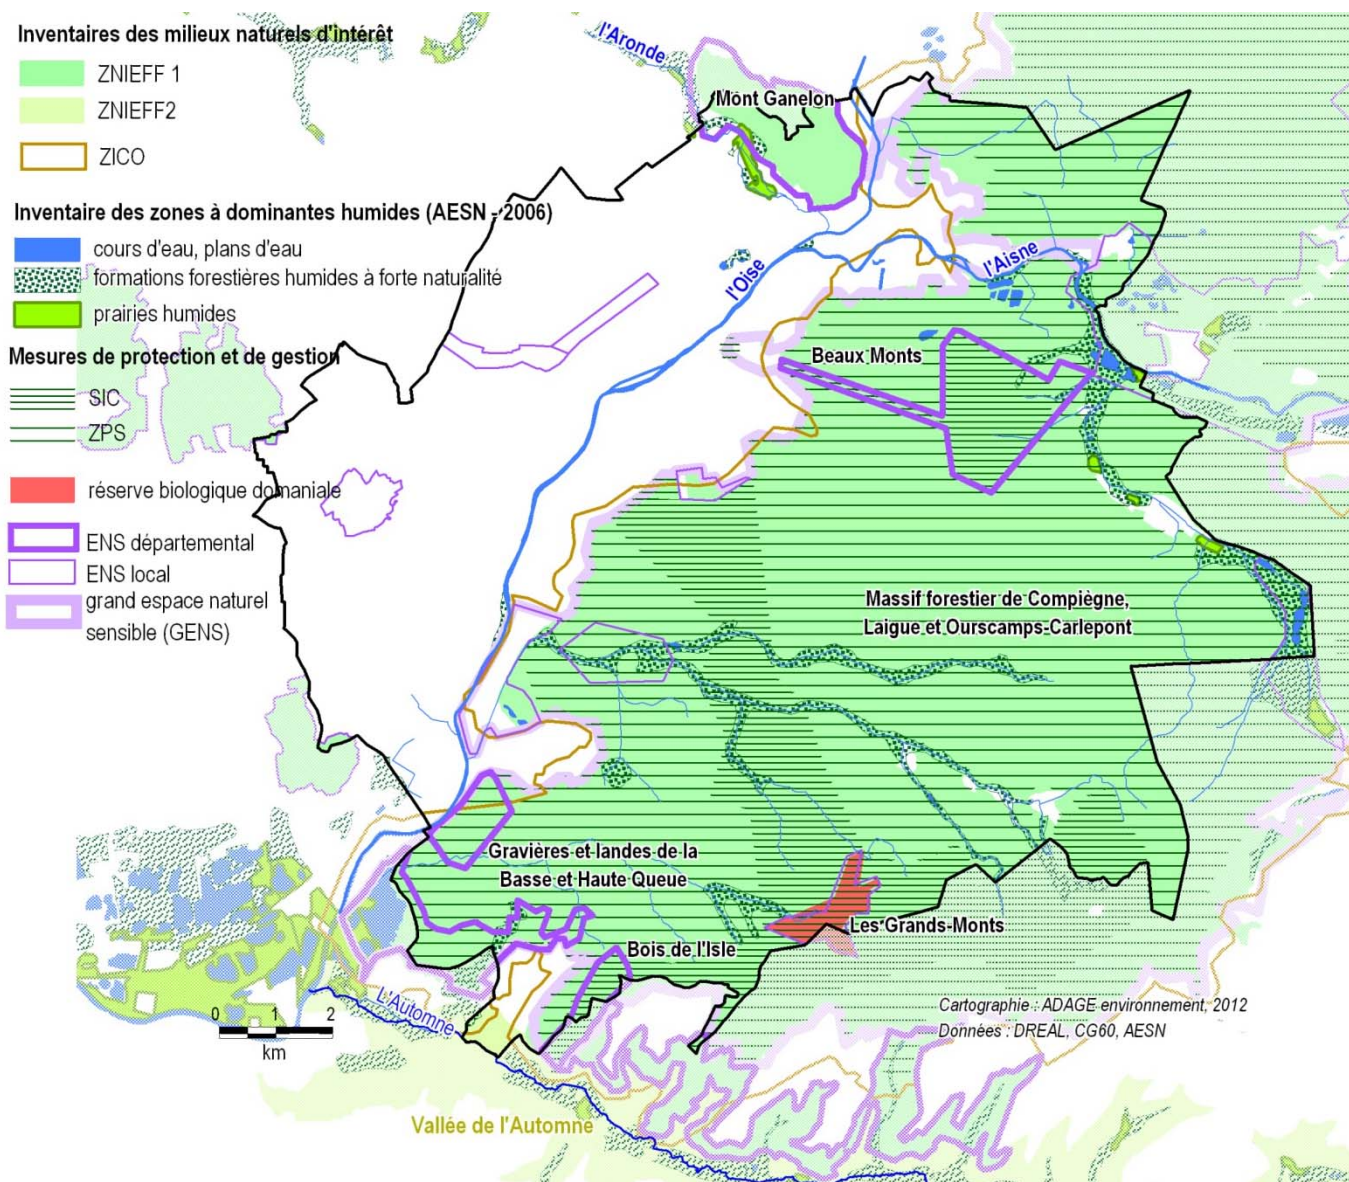 Inventaires des milieux naturels d'intérêt
ZNIEFF 1
ZNIEFF2
ZICO
Inventaire des zones à dominantes humides (AESN - 2006)
cours d'eau, plans d'eau
formations forestières humides à forte naturalité
prairies humides
Mesures de protection et de gestion
SIC
ZPS
réserve biologique domaniale
ENS départemental
ENS local
grand espace naturel
sensible (GENS)
l'Aronde
Mont Ganelon
l'Oise
l'Aisne
Beaux Monts
Massif forestier de Compiègne,
Laigue et Ourscamps-Carlepont
Gravières et landes de la
Basse et Haute Queue
Les Grands-Monts
Bois de l'Isle
L'Automne
0 1 2
km
Vallée de l'Automne
Cartographie : ADAGE environnement, 2012
Données : DREAL, CG60, AESN